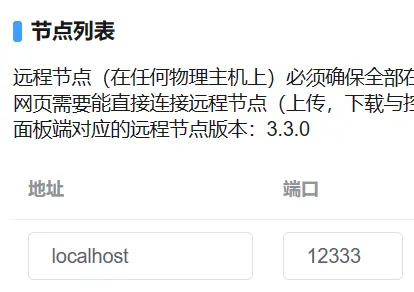 节点列表
远程节点（在任何物理主机上）必须确保全部在
网页需要能直接连接远程节点（上传，下载与控
面板端对应的远程节点版本：3.3.0
地址 端口
localhost 12333